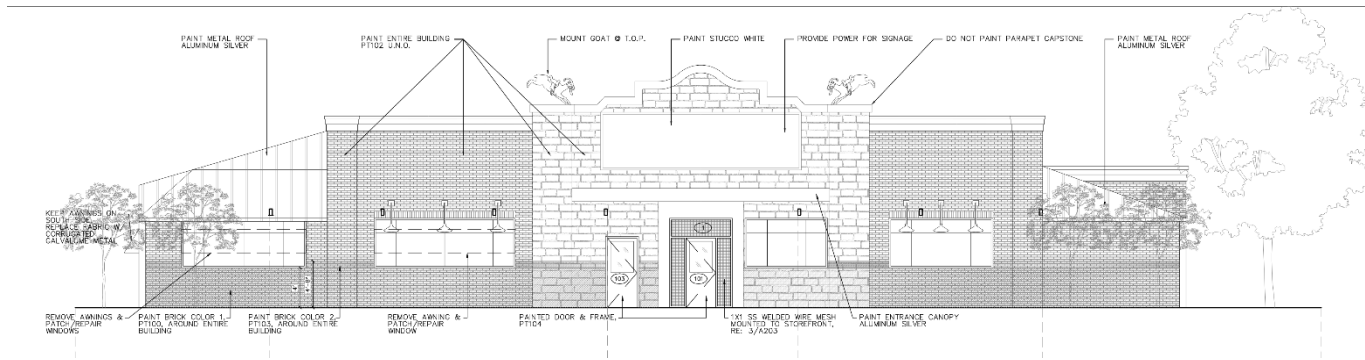 PAINT METAL ROOF
ALUMINUM SILVER
PAINT ENTIRE BUILDING
PT102 U.N.O.
MOUNT GOAT @ T.O.P.
PAINT STUCCO WHITE
PROVIDE POWER FOR SIGNAGE
DO NOT PAINT PARAPET CAPSTONE
PAINT METAL ROOF
ALUMINUM SILVER
KEEP AWNINGS ON
SOUTH SIDE,
REPLACE FABRIC W/
CORRUGATED
GALVALUME METAL
103
101
REMOVE AWNINGS &
PATCH/REPAIR
WINDOWS
PAINT BRICK COLOR 1,
PT100, AROUND ENTIRE
BUILDING
PAINT BRICK COLOR 2,
PT103, AROUND ENTIRE
BUILDING
REMOVE AWNING &
PATCH/REPAIR
WINDOW
PAINTED DOOR & FRAME,
PT104
1X1 SS WELDED WIRE MESH
MOUNTED TO STOREFRONT,
RE: 3/A203
PAINT ENTRANCE CANOPY
ALUMINUM SILVER